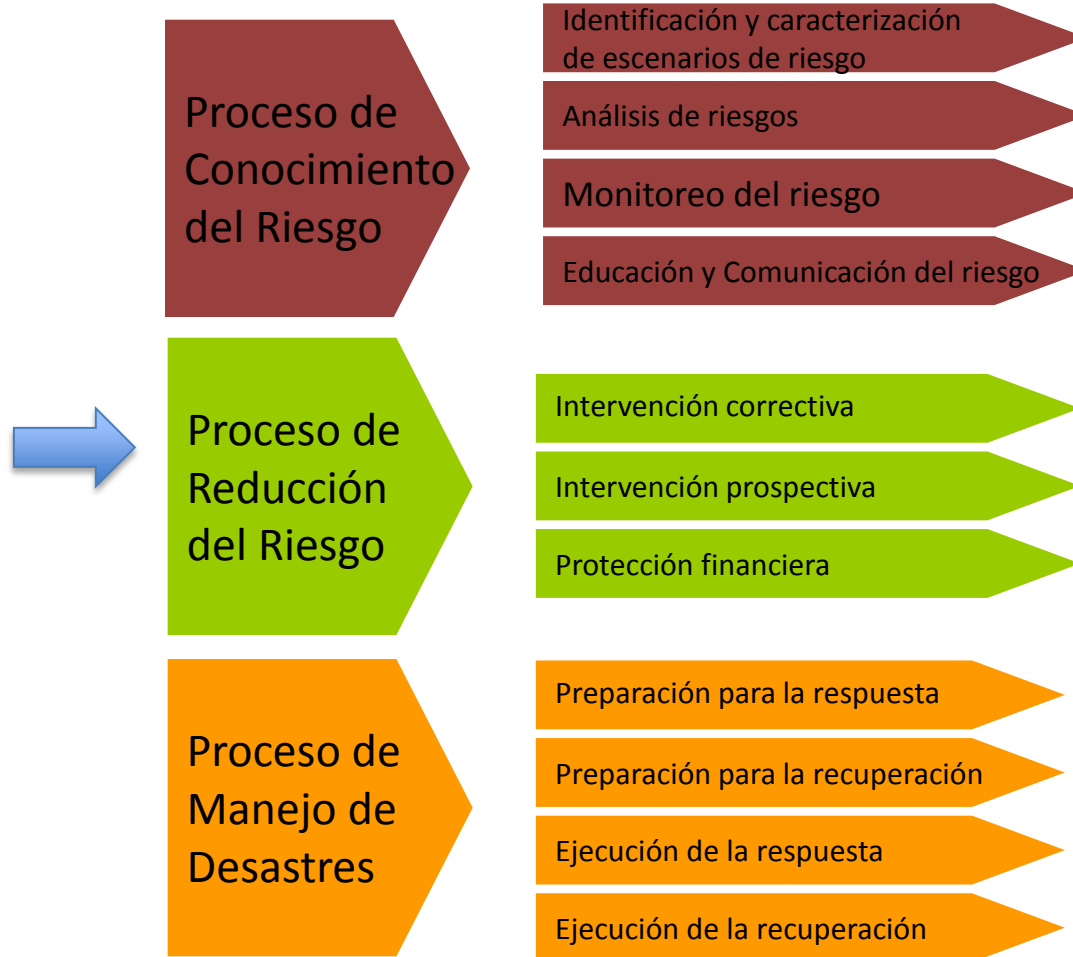 Proceso de
Conocimiento
del Riesgo
Identificación y caracterización
de escenarios de riesgo
Análisis de riesgos
Monitoreo del riesgo
Educación y Comunicación del riesgo
Proceso de
Reducción
del Riesgo
Intervención correctiva
Intervención prospectiva
Protección financiera
Proceso de
Manejo de
Desastres
Preparación para la respuesta
Preparación para la recuperación
Ejecución de la respuesta
Ejecución de la recuperación